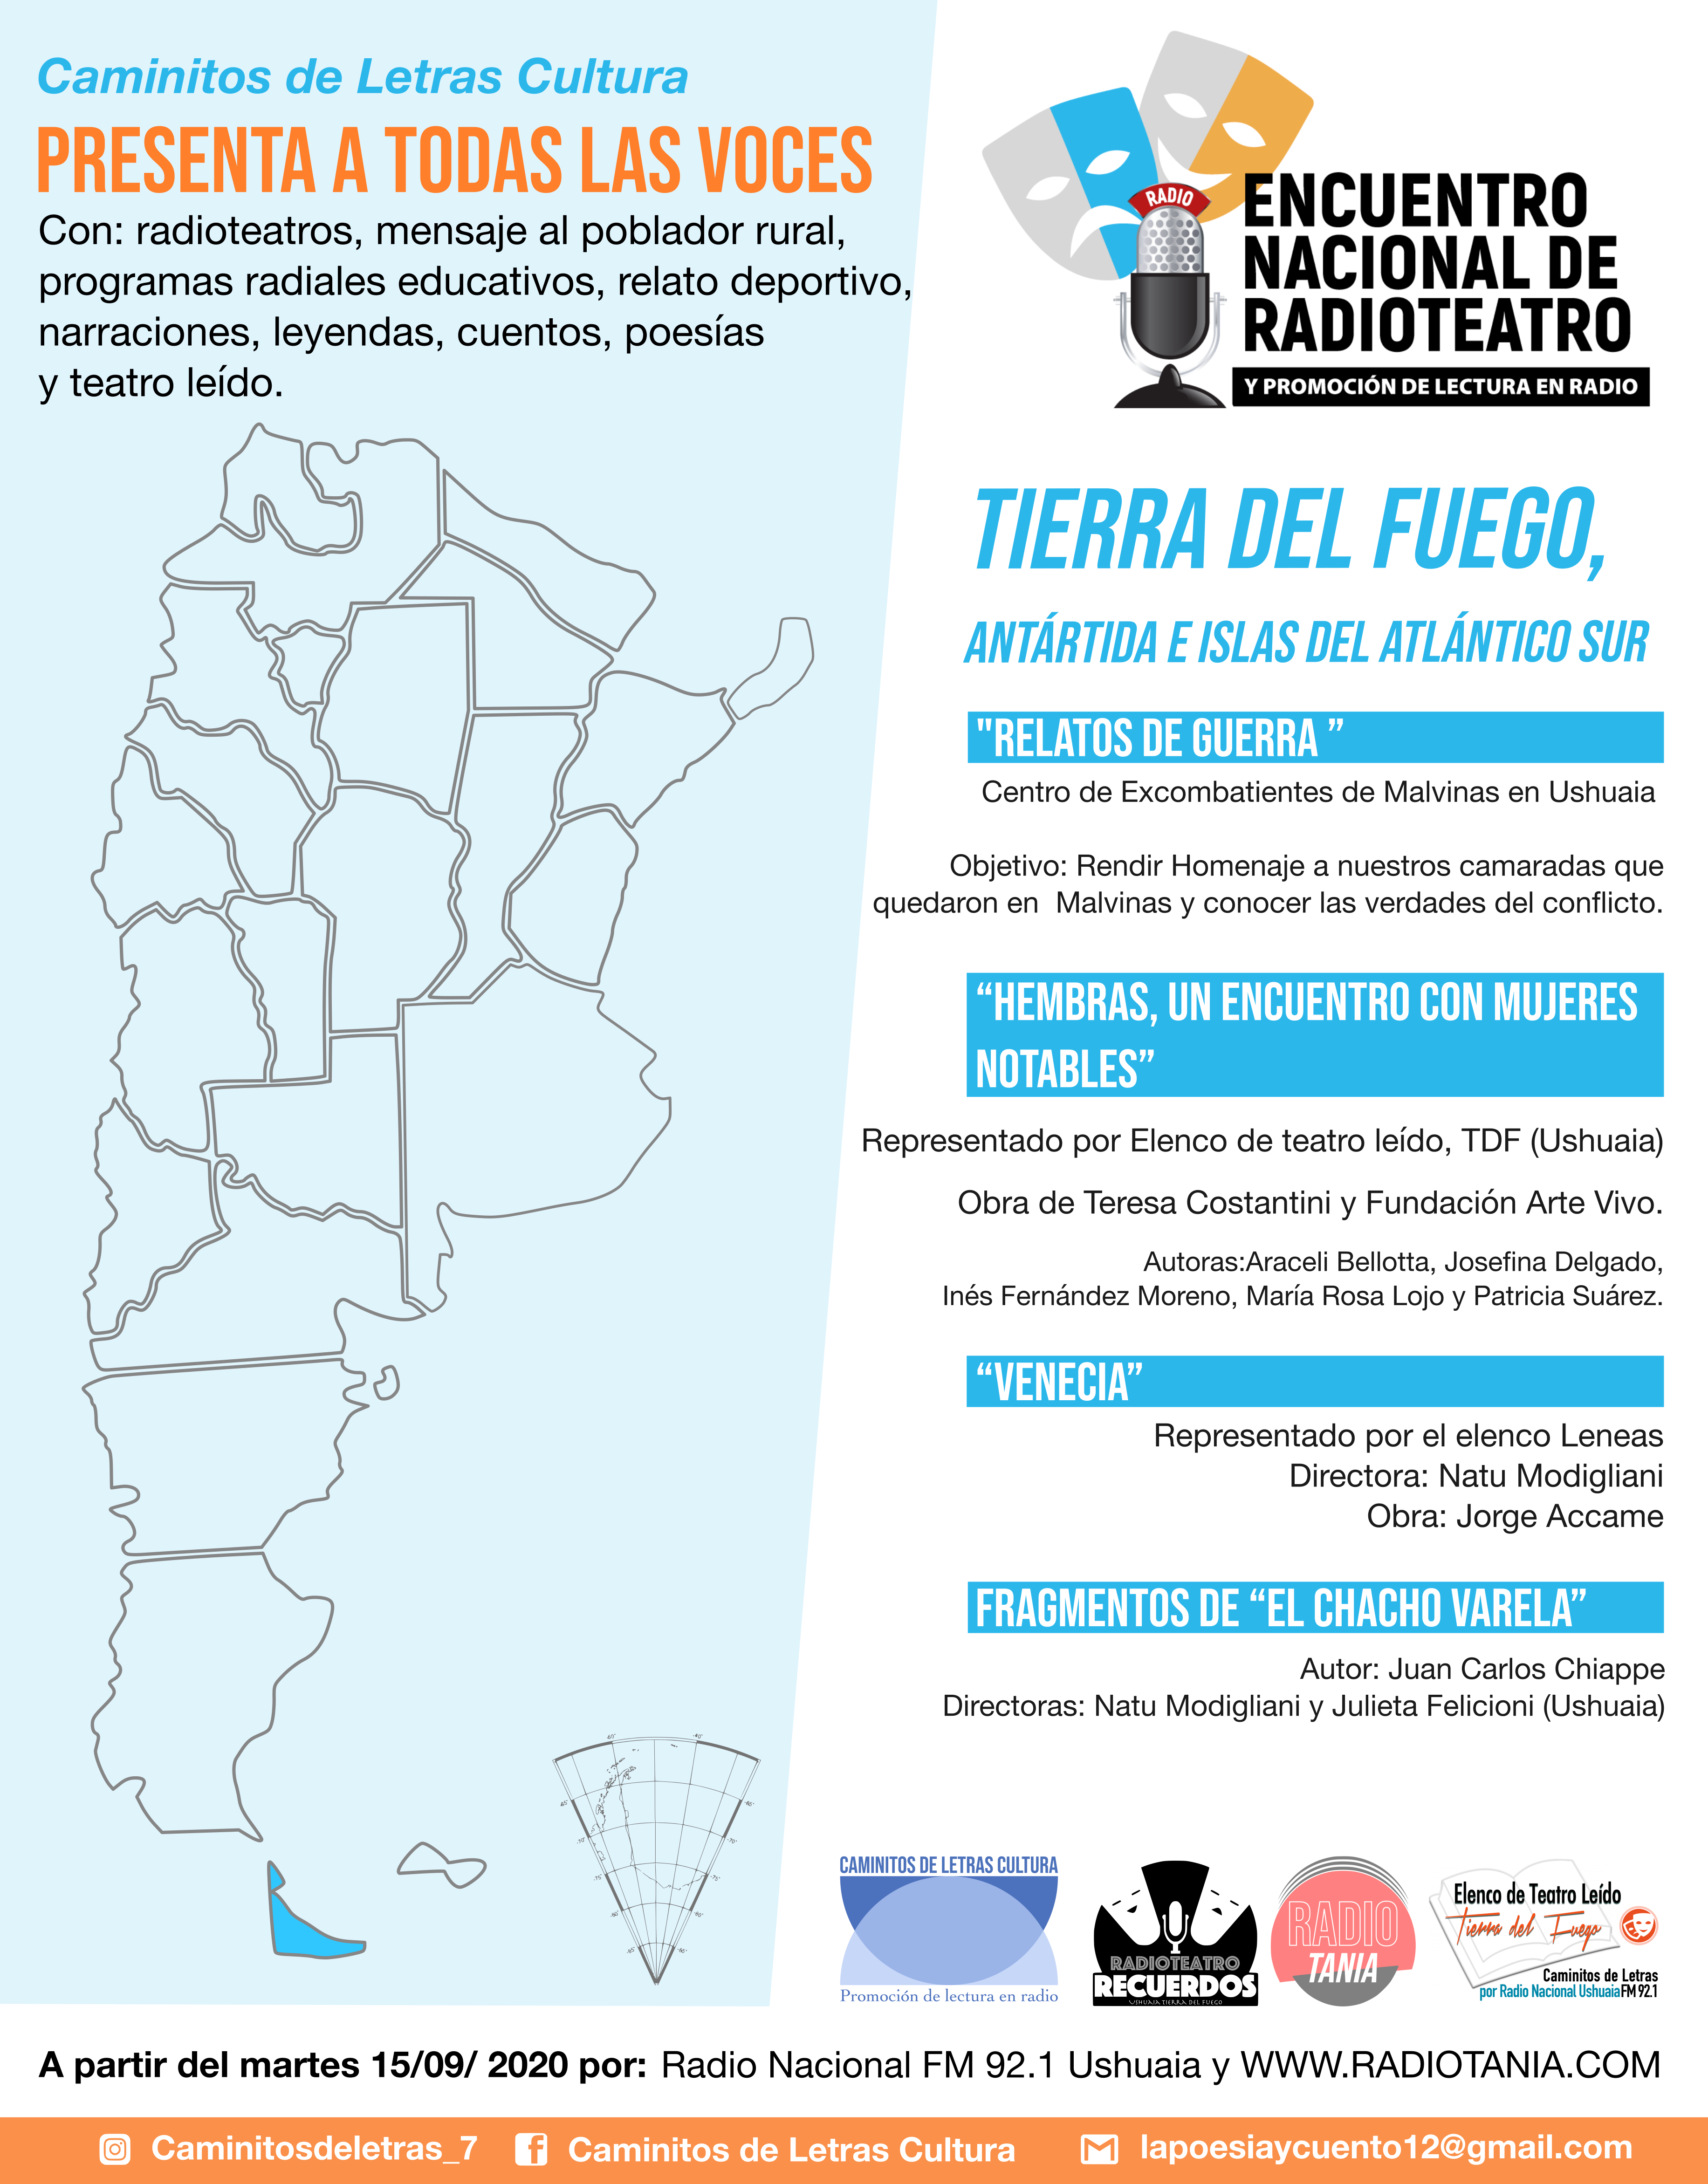 Caminitos de Letras Cultura
PRESENTA A TODAS LAS VOCES
Con: radioteatros, mensaje al poblador rural,
programas radiales educativos, relato deportivo,
narraciones, leyendas, cuentos, poesías
y teatro leído.
RADIO
ENCUENTRO
NACIONAL DE
RADIOTEATRO
Y PROMOCIÓN DE LECTURA EN RADIO
TIERRA DEL FUEGO,
ANTÁRTIDA E ISLAS DEL ATLÁNTICO SUR
"RELATOS DE GUERRA ”
Centro de Excombatientes de Malvinas en Ushuaia
Objetivo: Rendir Homenaje a nuestros camaradas que
quedaron en Malvinas y conocer las verdades del conflicto.
“HEMBRAS, UN ENCUENTRO CON MUJERES
NOTABLES”
Representado por Elenco de teatro leído, TDF (Ushuaia)
Obra de Teresa Costantini y Fundación Arte Vivo.
Autoras:Araceli Bellotta, Josefina Delgado,
Inés Fernández Moreno, María Rosa Lojo y Patricia Suárez.
“VENECIA”
Representado por el elenco Leneas
Directora: Natu Modigliani
Obra: Jorge Accame
FRAGMENTOS DE “EL CHACHO VARELA”
Autor: Juan Carlos Chiappe
Directoras: Natu Modigliani y Julieta Felicioni (Ushuaia)
CAMINITOS DE LETRAS CULTURA
Promoción de lectura en radio
RADIOTEATRO
RECUERDOS
USHUAIA TIERRA DEL FUEGO
RADIO
TANIA
Elenco de Teatro Leído
Tierra del Fuego
Caminitos de Letras
por Radio Nacional Ushuaia FM 92.1
A partir del martes 15/09/ 2020 por: Radio Nacional FM 92.1 Ushuaia y WWW.RADIOTANIA.COM
Caminitosdeletras_7
Caminitos de Letras Cultura
lapoesiaycuento12@gmail.com